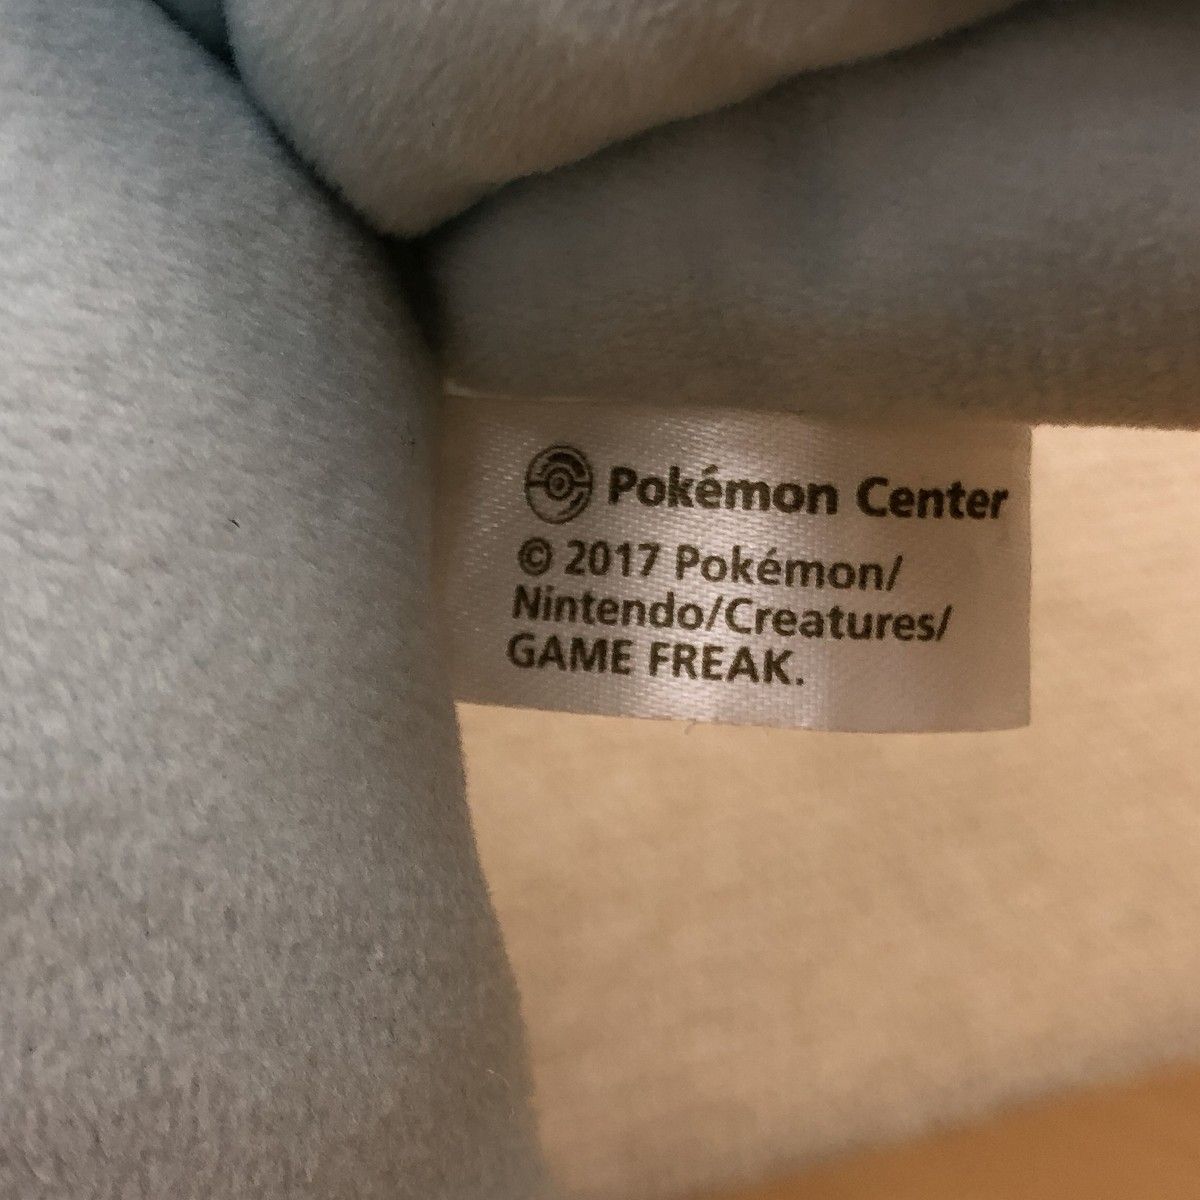 Pokémon Center
© 2017 Pokémon/
Nintendo/Creatures/
GAME FREAK.